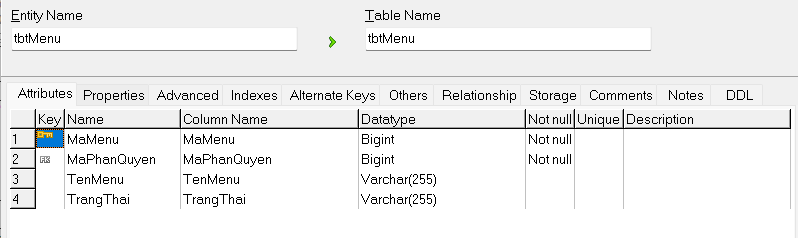 Entity Name Table Name
tbtMenu tbtMenu
Attributes Properties Advanced Indexes Alternate Keys Others Relationship Storage Comments Notes DDL
Key Name Column Name Datatype Not null Unique Description
1 MaMenu MaMenu Bigint Not null
2 FK MaPhanQuyen MaPhanQuyen Bigint Not null
3 TenMenu TenMenu Varchar(255)
4 TrangThai TrangThai Varchar(255)